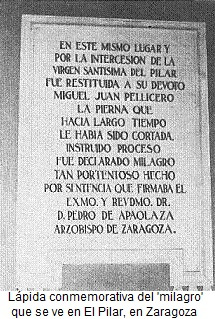 EN ESTE MISMO LUGAR Y
POR LA INTERCESION DE LA
VIRGEN SANTISIMA DEL PILAR
FUE RESTITUIDA A SU DEVOTO
MIGUEL JUAN PELLICERO
LA PIERNA QUE
HACIA LARGO TIEMPO
LE HABIA SIDO CORTADA.
INSTRUIDO PROCESO
FUE DECLARADO MILAGRO
TAN PORTENTOSO HECHO
POR SENTENCIA QUE FIRMABA EL
EXMO. Y REVDMO. DR.
D. PEDRO DE APAOLAZA
ARZOBISPO DE ZARAGOZA.
Lápida conmemorativa del 'milagro'
que se ve en El Pilar, en Zaragoza